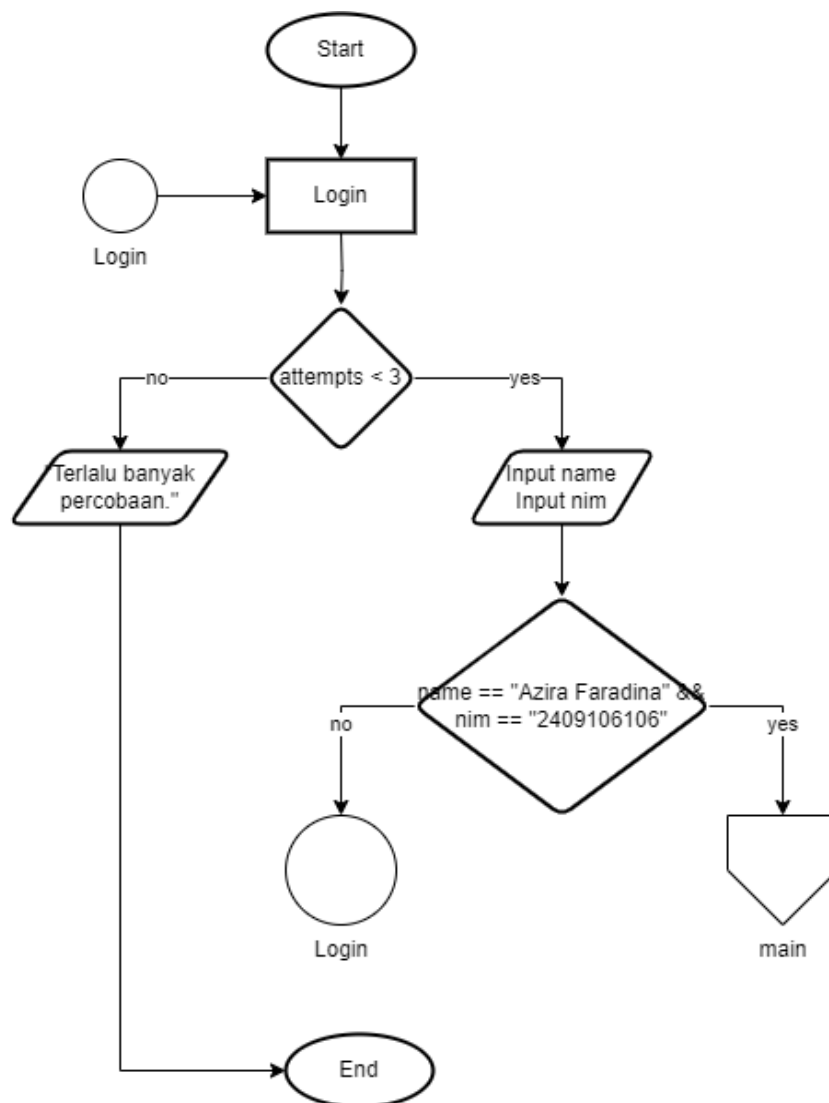 Start
Login
Login
attempts < 3
no
yes
"Terlalu banyak
percobaan."
Input name
Input nim
name == "Azira Faradina" &&
nim == "2409106106"
no
yes
Login
main
End